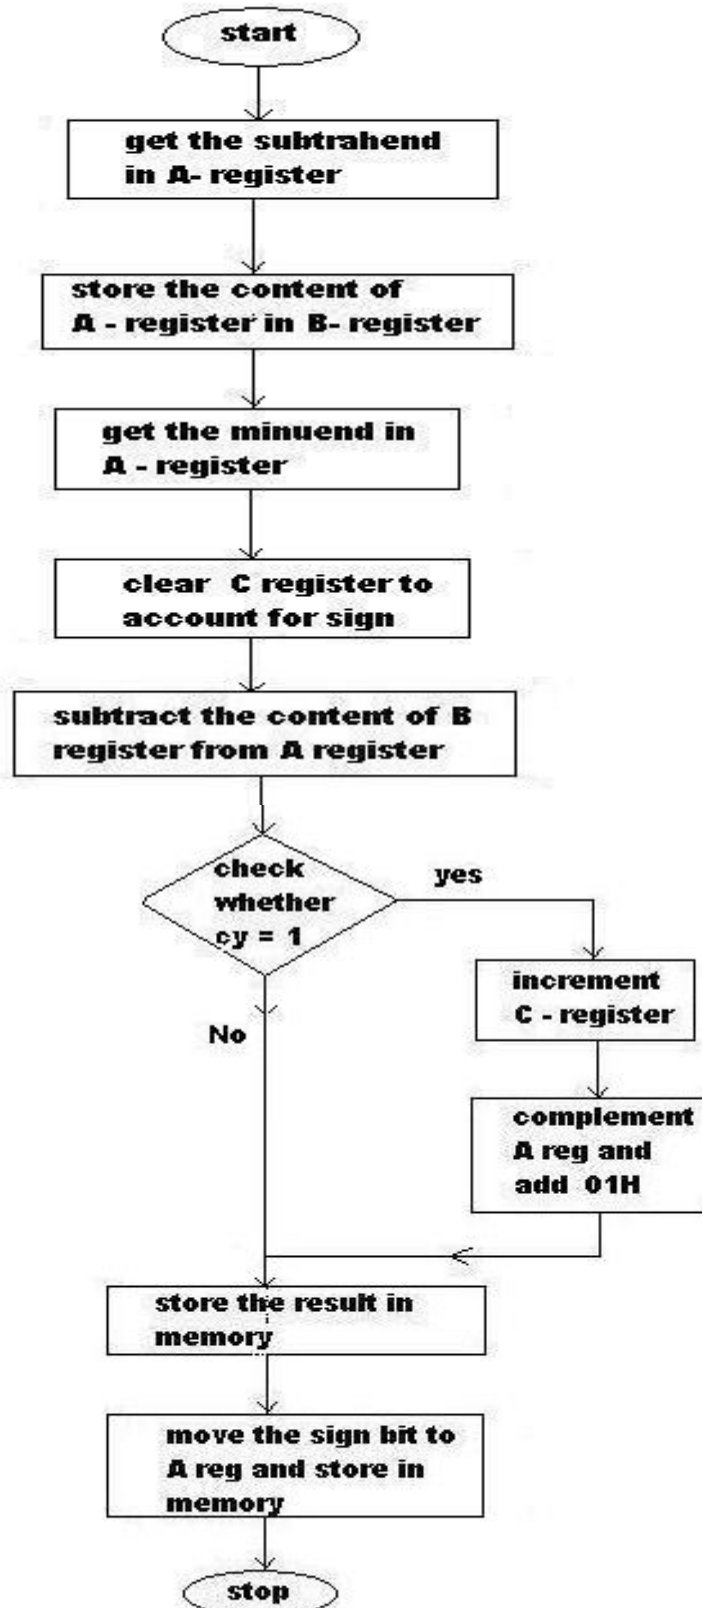 start
get the subtrahend
in A- register
store the content of
A - register in B- register
get the minuend in
A - register
clear C register to
account for sign
subtract the content of B
register from A register
check
whether
cy = 1
yes
No
increment
C - register
complement
A reg and
add 01H
store the result in
memory
move the sign bit to
A reg and store in
memory
stop